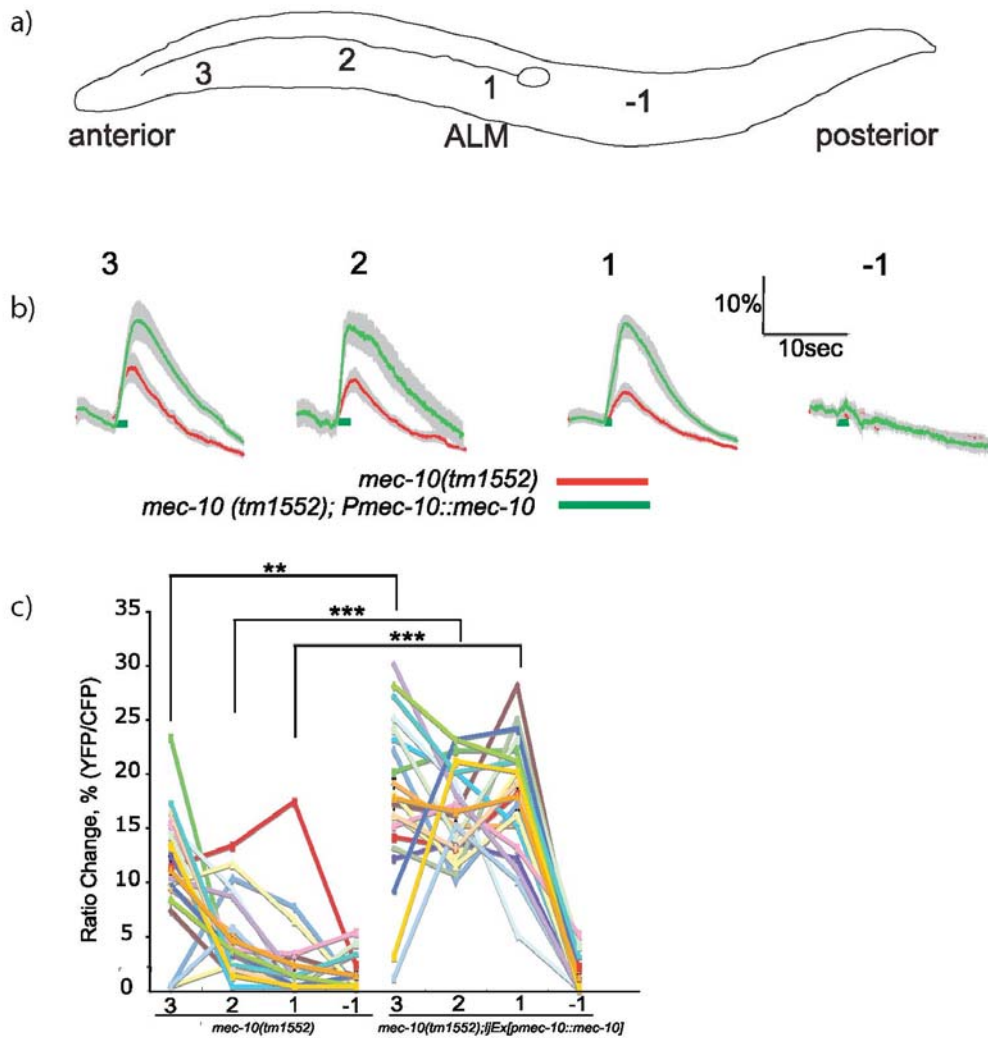 a)
3
2
1
-1
anterior
ALM
posterior
3
2
1
-1
b)
10%
10sec
mec-10(tm1552)
mec-10 (tm1552); Pmec-10::mec-10
c)
**
***
***
Ratio Change, % (YFP/CFP)
35
30
25
20
15
10
5
0
3 2 1 -1 3 2 1 -1
mec-10(tm1552) mec-10(tm1552);ljEx[pmec-10::mec-10]